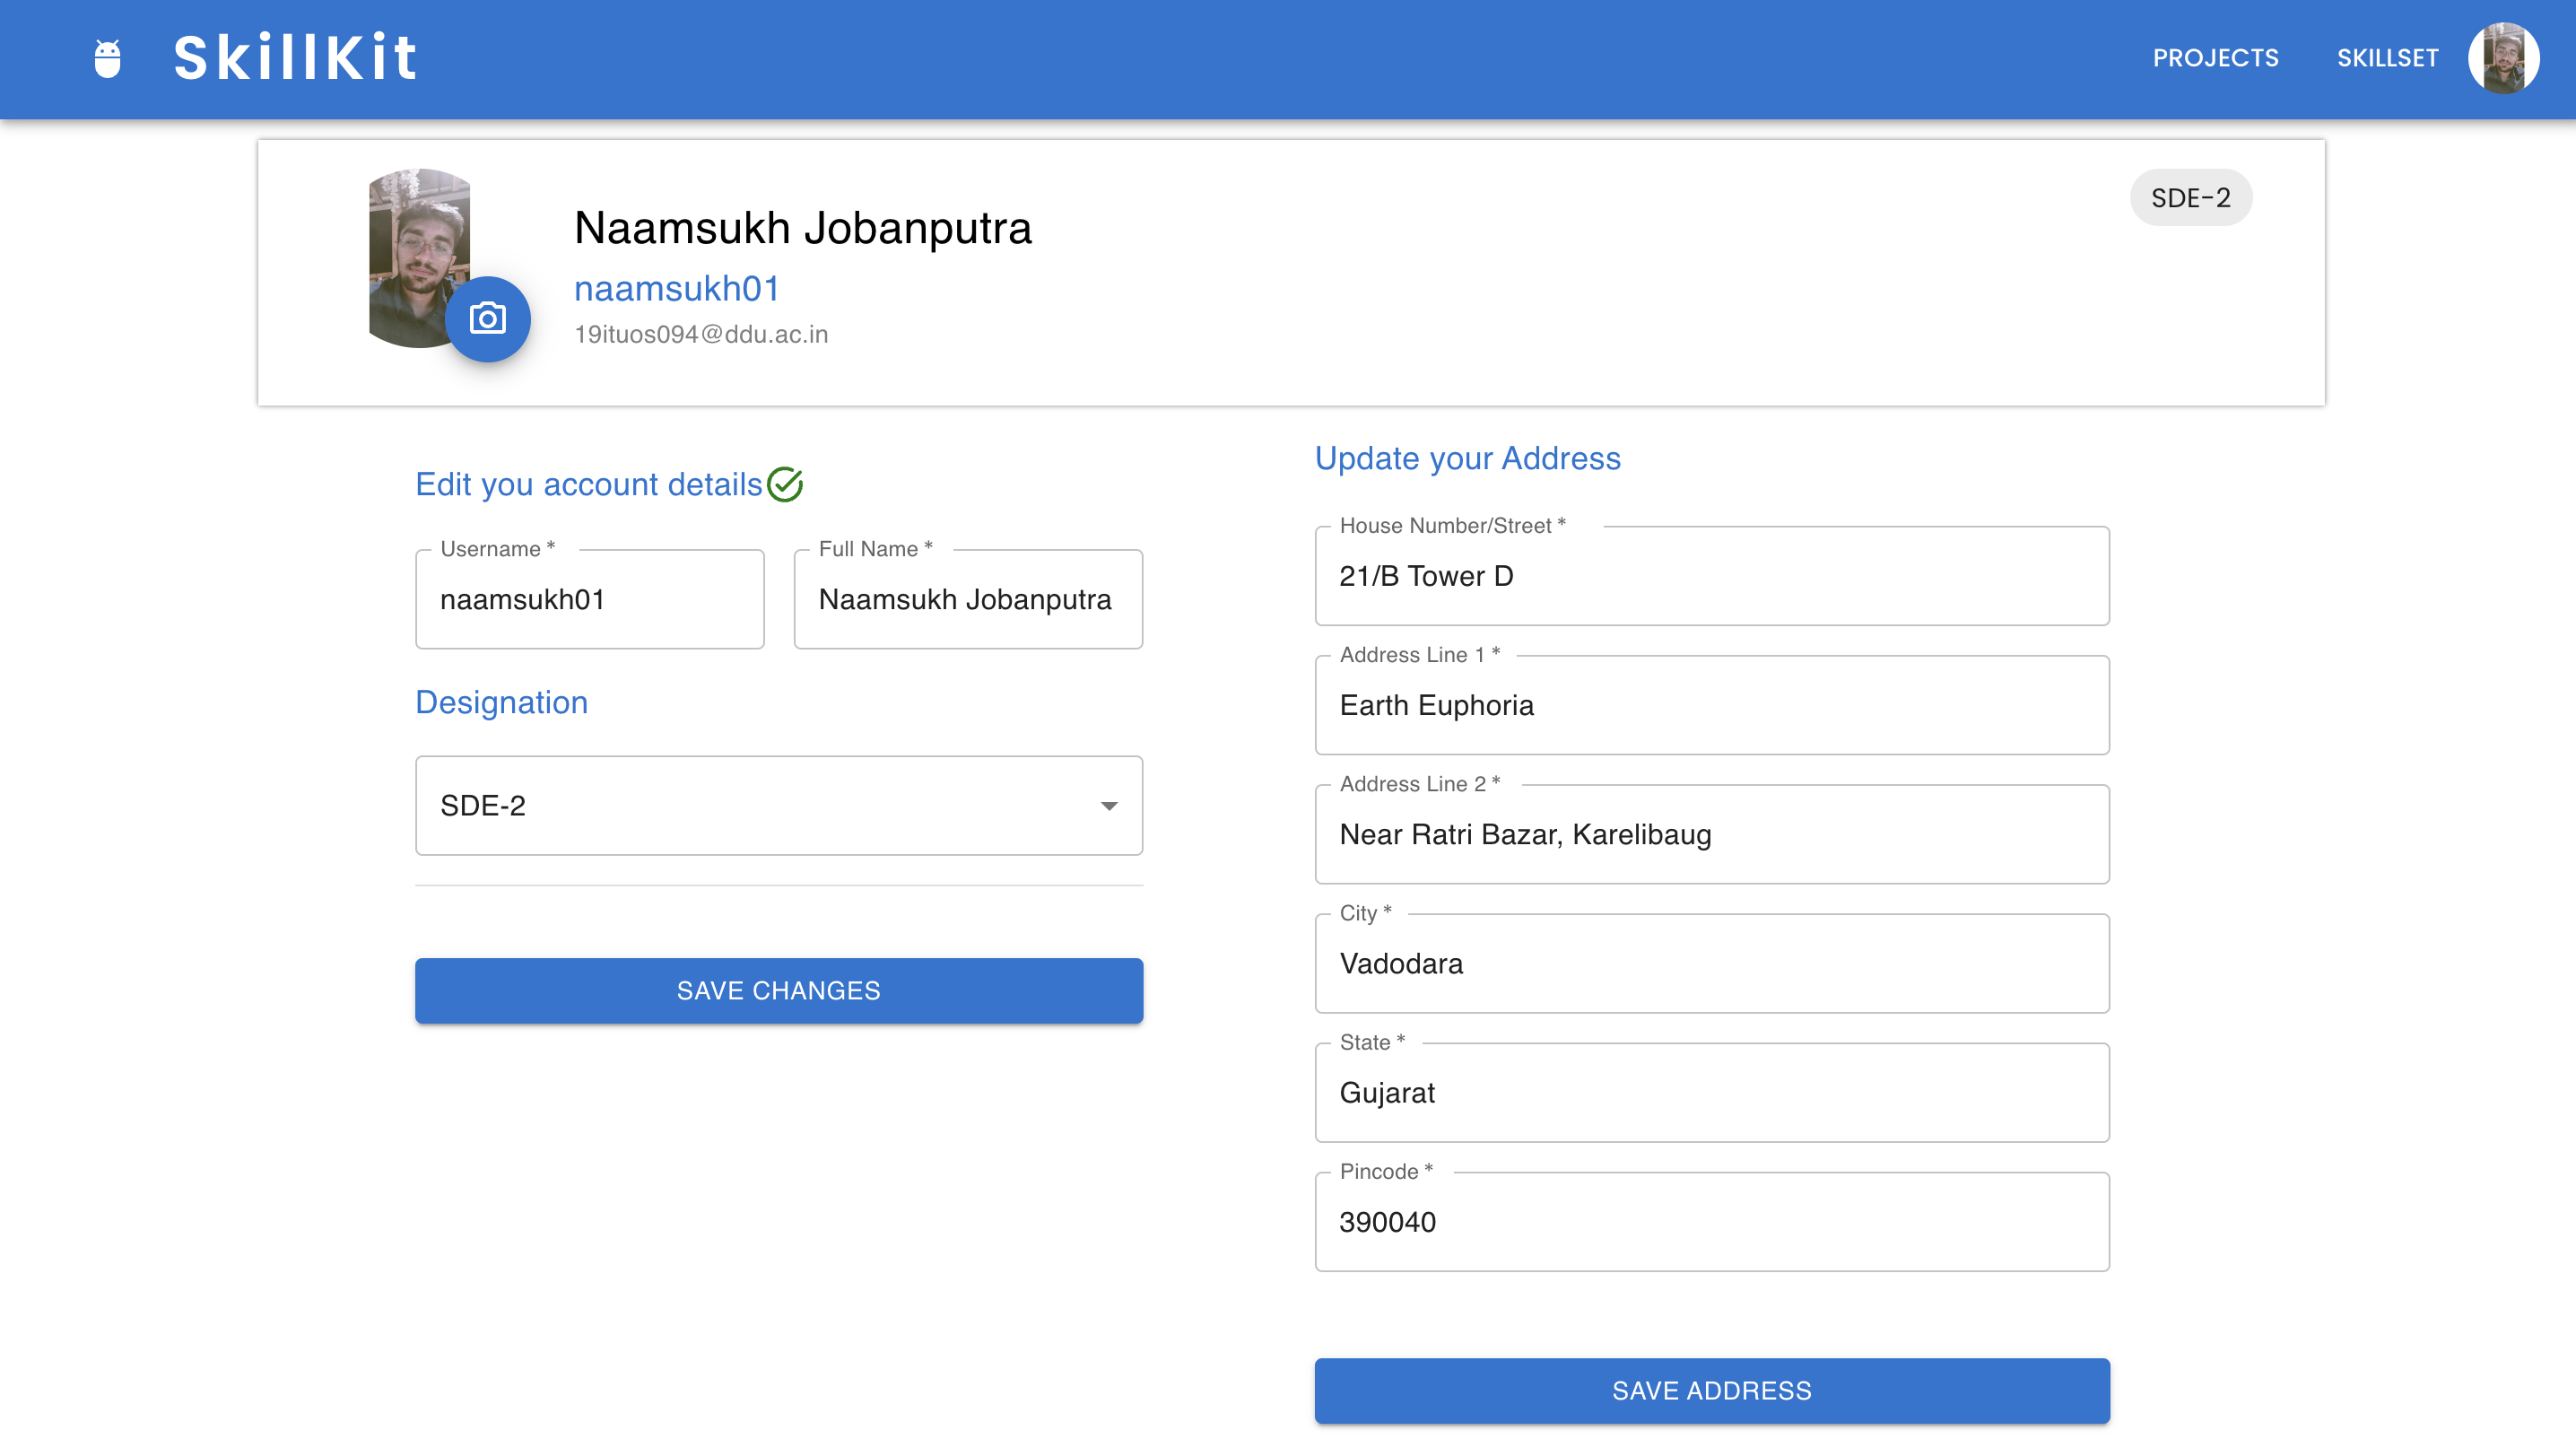 SkillKit
PROJECTS
SKILLSET
Naamsukh Jobanputra
naamsukh01
19ituos094@ddu.ac.in
SDE-2
Edit you account details
Username *
naamsukh01
Full Name *
Naamsukh Jobanputra
Designation
SDE-2
SAVE CHANGES
Update your Address
House Number/Street *
21/B Tower D
Address Line 1 *
Earth Euphoria
Address Line 2 *
Near Ratri Bazar, Karelibaug
City *
Vadodara
State *
Gujarat
Pincode *
390040
SAVE ADDRESS